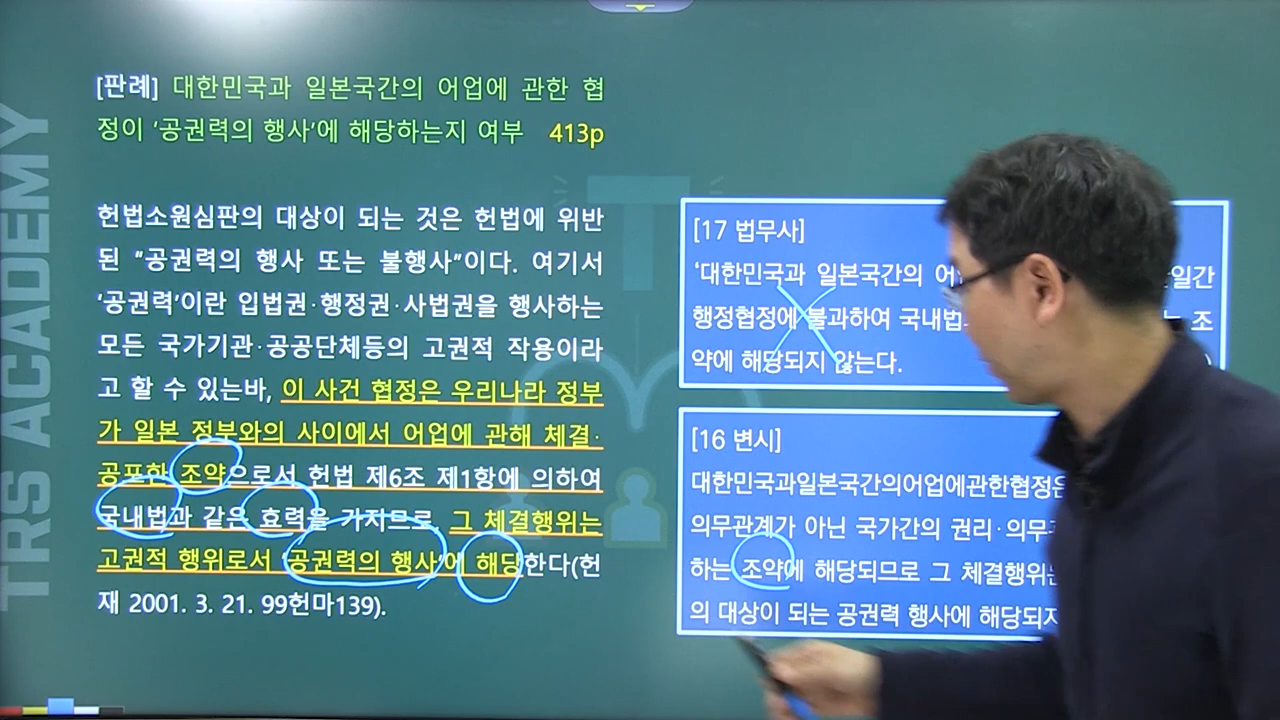 [판례] 대한민국과 일본국간의 어업에 관한 협
정이 ‘공권력의 행사’에 해당하는지 여부 413p
헌법소원심판의 대상이 되는 것은 헌법에 위반
된 “공권력의 행사 또는 불행사”이다. 여기서
‘공권력’이란 입법권·행정권·사법권을 행사하는
모든 국가기관·공공단체등의 고권적 작용이라
고 할 수 있는바, 이 사건 협정은 우리나라 정부
가 일본 정부와의 사이에서 어업에 관해 체결·
공포한 조약으로서 헌법 제6조 제1항에 의하여
국내법과 같은 효력을 가지므로, 그 체결행위는
고권적 행위로서 ‘공권력의 행사’에 해당한다(헌
재 2001. 3. 21. 99헌마139).
[17 법무사]
‘대한민국과 일본국간의
행정협정에 불과하여 조
약에 해당되지 않는다.
[16 변시]
대한민국과일본국간의어업에관한협정은
의무관계가 아닌 국가간의 권리·의무
하는 조약에 해당되므로 그 체결행위는
의 대상이 되는 공권력 행사에 해당되지
TRS ACADEMY